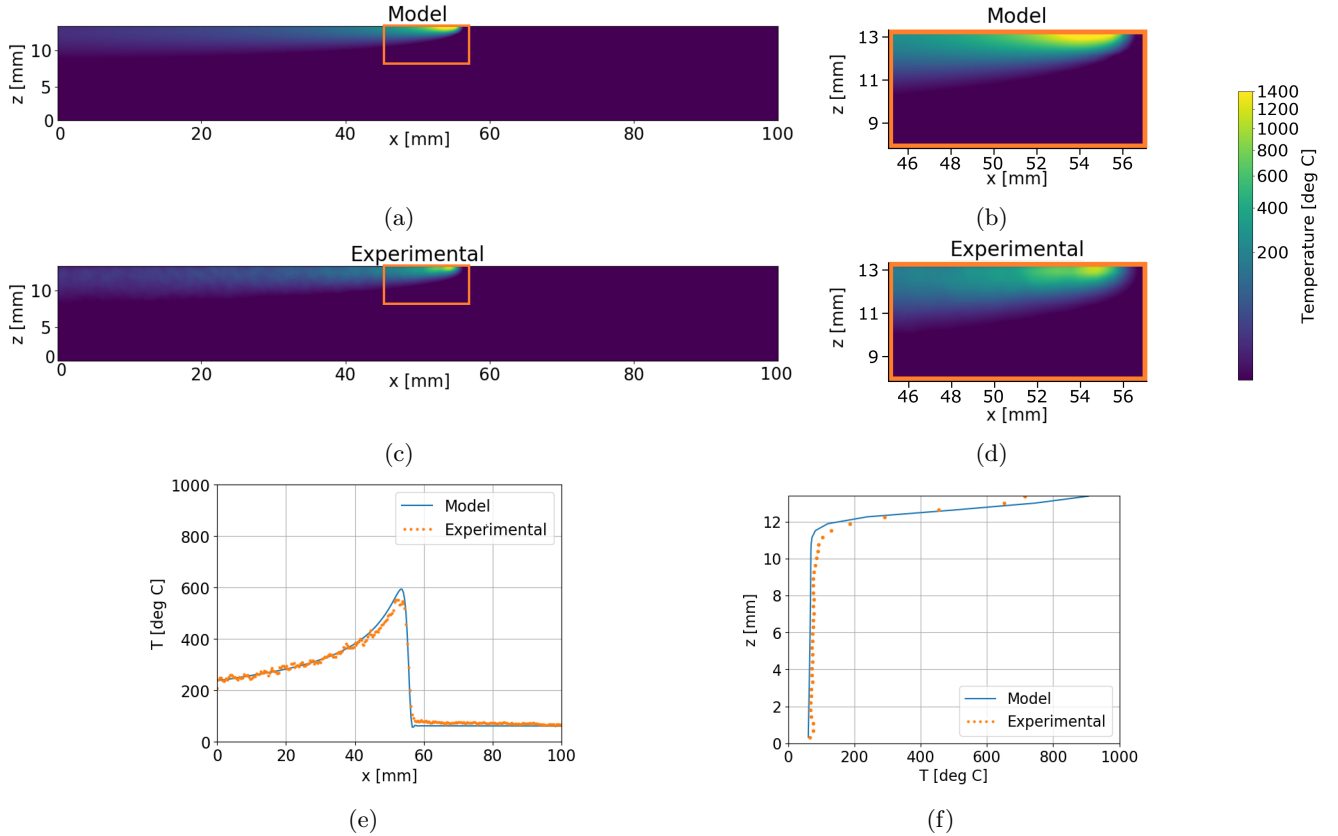 Model
z [mm]
10
5
0
0 20 40 60 80 100
x [mm]
(a)
Model
z [mm]
13
11
9
46 48 50 52 54 56
x [mm]
(b)
1400
1200
1000
800
600
400
200
Temperature [deg C]
Experimental
z [mm]
10
5
0
0 20 40 60 80 100
x [mm]
(c)
Experimental
z [mm]
13
11
9
46 48 50 52 54 56
x [mm]
(d)
T [deg C]
1000
800
600
400
200
0
0 20 40 60 80 100
x [mm]
Model
Experimental
(e)
z [mm]
12
10
8
6
4
2
0
0 200 400 600 800 1000
T [deg C]
Model
Experimental
(f)